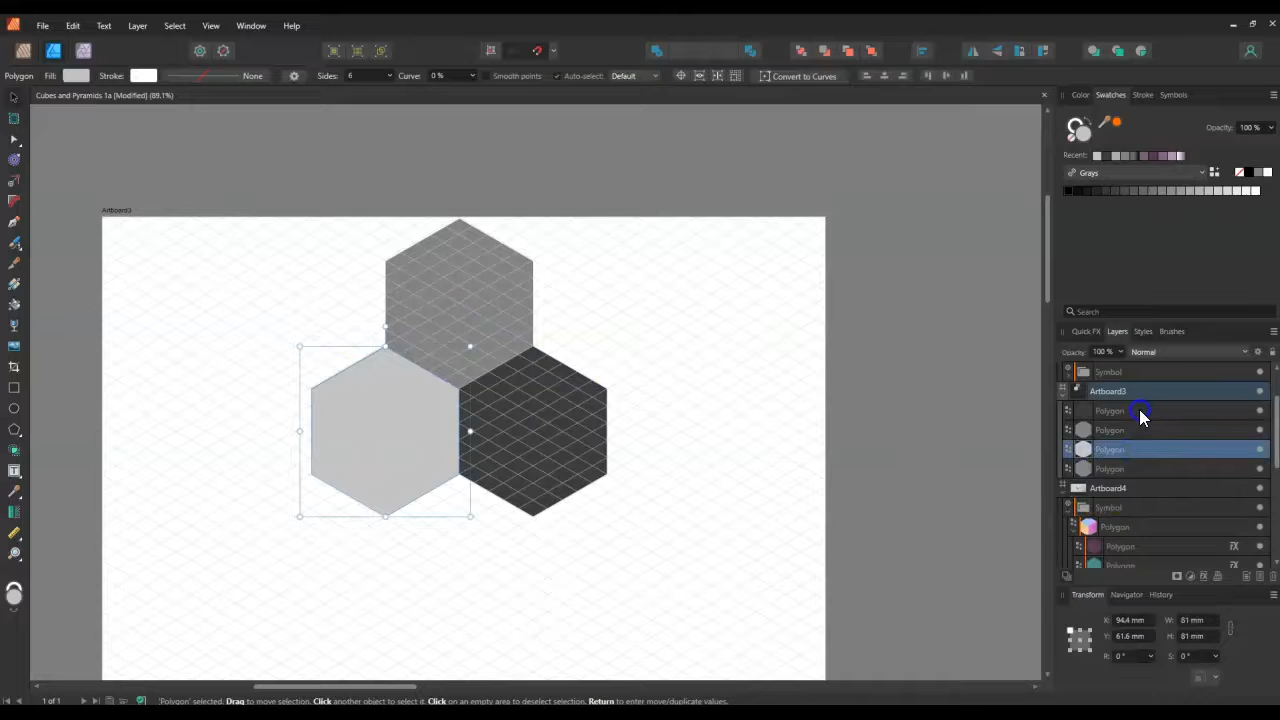 File Edit Text Layer Select View Window Help
Polygon Fill: Stroke: None Sides: 6 Curve: 0 % Smooth points Auto-select: Default Convert to Curves
Cubes and Pyramids 1a [Modified] (89.1%)
Color Swatches Stroke Symbols
Opacity: 100 %
Recent:
Grays
Artboard3
Search
Quick FX Layers Styles Brushes
Opacity: 100 % Normal
Symbol
Artboard3
Polygon
Polygon
Polygon
Polygon
Artboard4
Symbol
Polygon
Polygon
Polygon
Transform Navigator History
X: 94.4 mm W: 81 mm
Y: 61.6 mm H: 81 mm
R: 0 ° S: 0 °
1 of 1 'Polygon' selected. Drag to move selection. Click another object to select it. Click on an empty area to deselect selection. Return to enter move/duplicate values.